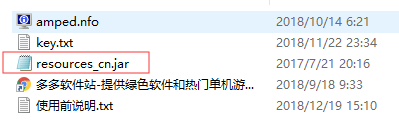 amped.nfo 2018/10/14 6:21
key.txt 2018/11/22 23:34
resources_cn.jar 2017/7/21 20:16
多多软件站-提供绿色软件和热门单机游... 2018/9/18 9:33
使用前说明.txt 2018/12/19 15:10